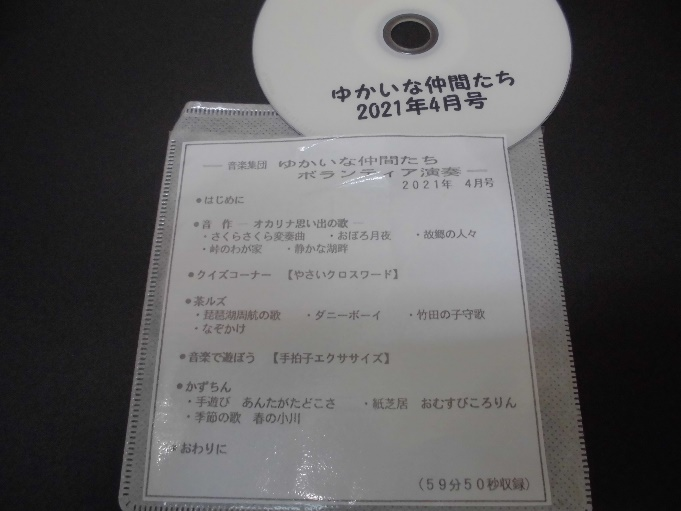 ゆかいな仲間たち
2021年4月号
― 音楽集団 ゆかいな仲間たち
ボランティア演奏 ―
2021年 4月号
●はじめに
●音 作 ― オカリナ思い出の歌 ―
・さくらさくら変奏曲 ・おぼろ月夜 ・故郷の人々
・峠のわが家 ・静かな湖畔
●クイズコーナー 【やさいクロスワード】
●茶ルズ
・琵琶湖周航の歌 ・ダニーボーイ ・竹田の子守歌
・なぞかけ
●音楽で遊ぼう 【手拍子エクササイズ】
●かずちん
・手遊び あんたがたどこさ ・紙芝居 おむすびころりん
・季節の歌 春の小川
●おわりに
(59分50秒収録)